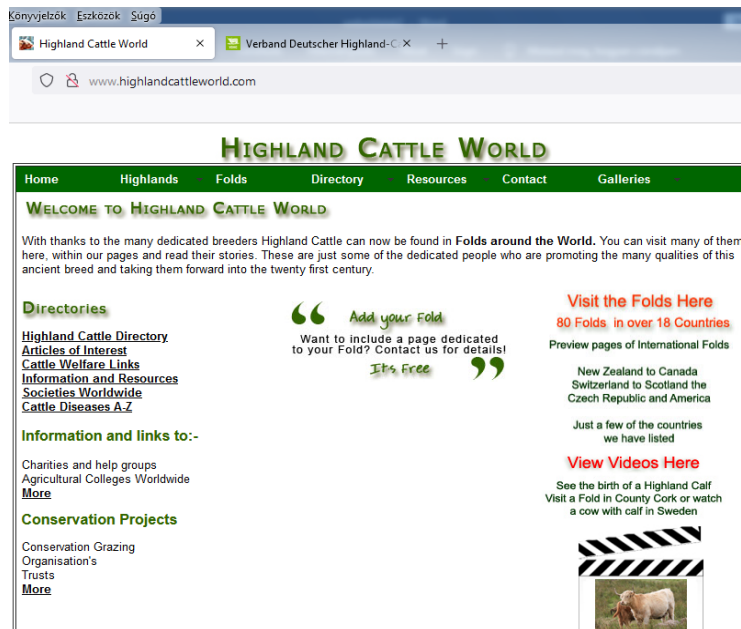 Könyvjelzők Eszközök Súgó
Highland Cattle World
Verband Deutscher Highland-C
www.highlandcattleworld.com
HIGHLAND CATTLE WORLD
Home Highlands Folds Directory Resources Contact Galleries
WELCOME TO HIGHLAND CATTLE WORLD
With thanks to the many dedicated breeders Highland Cattle can now be found in Folds around the World. You can visit many of them
here, within our pages and read their stories. These are just some of the dedicated people who are promoting the many qualities of this
ancient breed and taking them forward into the twenty first century.
Directories
Highland Cattle Directory
Articles of Interest
Cattle Welfare Links
Information and Resources
Societies Worldwide
Cattle Diseases A-Z
Information and links to:-
Charities and help groups
Agricultural Colleges Worldwide
More
Conservation Projects
Conservation Grazing
Organisation's
Trusts
More
“ Add your Fold
Want to include a page dedicated
to your Fold? Contact us for details!
It's Free ”
Visit the Folds Here
80 Folds in over 18 Countries
Preview pages of International Folds
New Zealand to Canada
Switzerland to Scotland the
Czech Republic and America
Just a few of the countries
we have listed
View Videos Here
See the birth of a Highland Calf
Visit a Fold in County Cork or watch
a cow with calf in Sweden